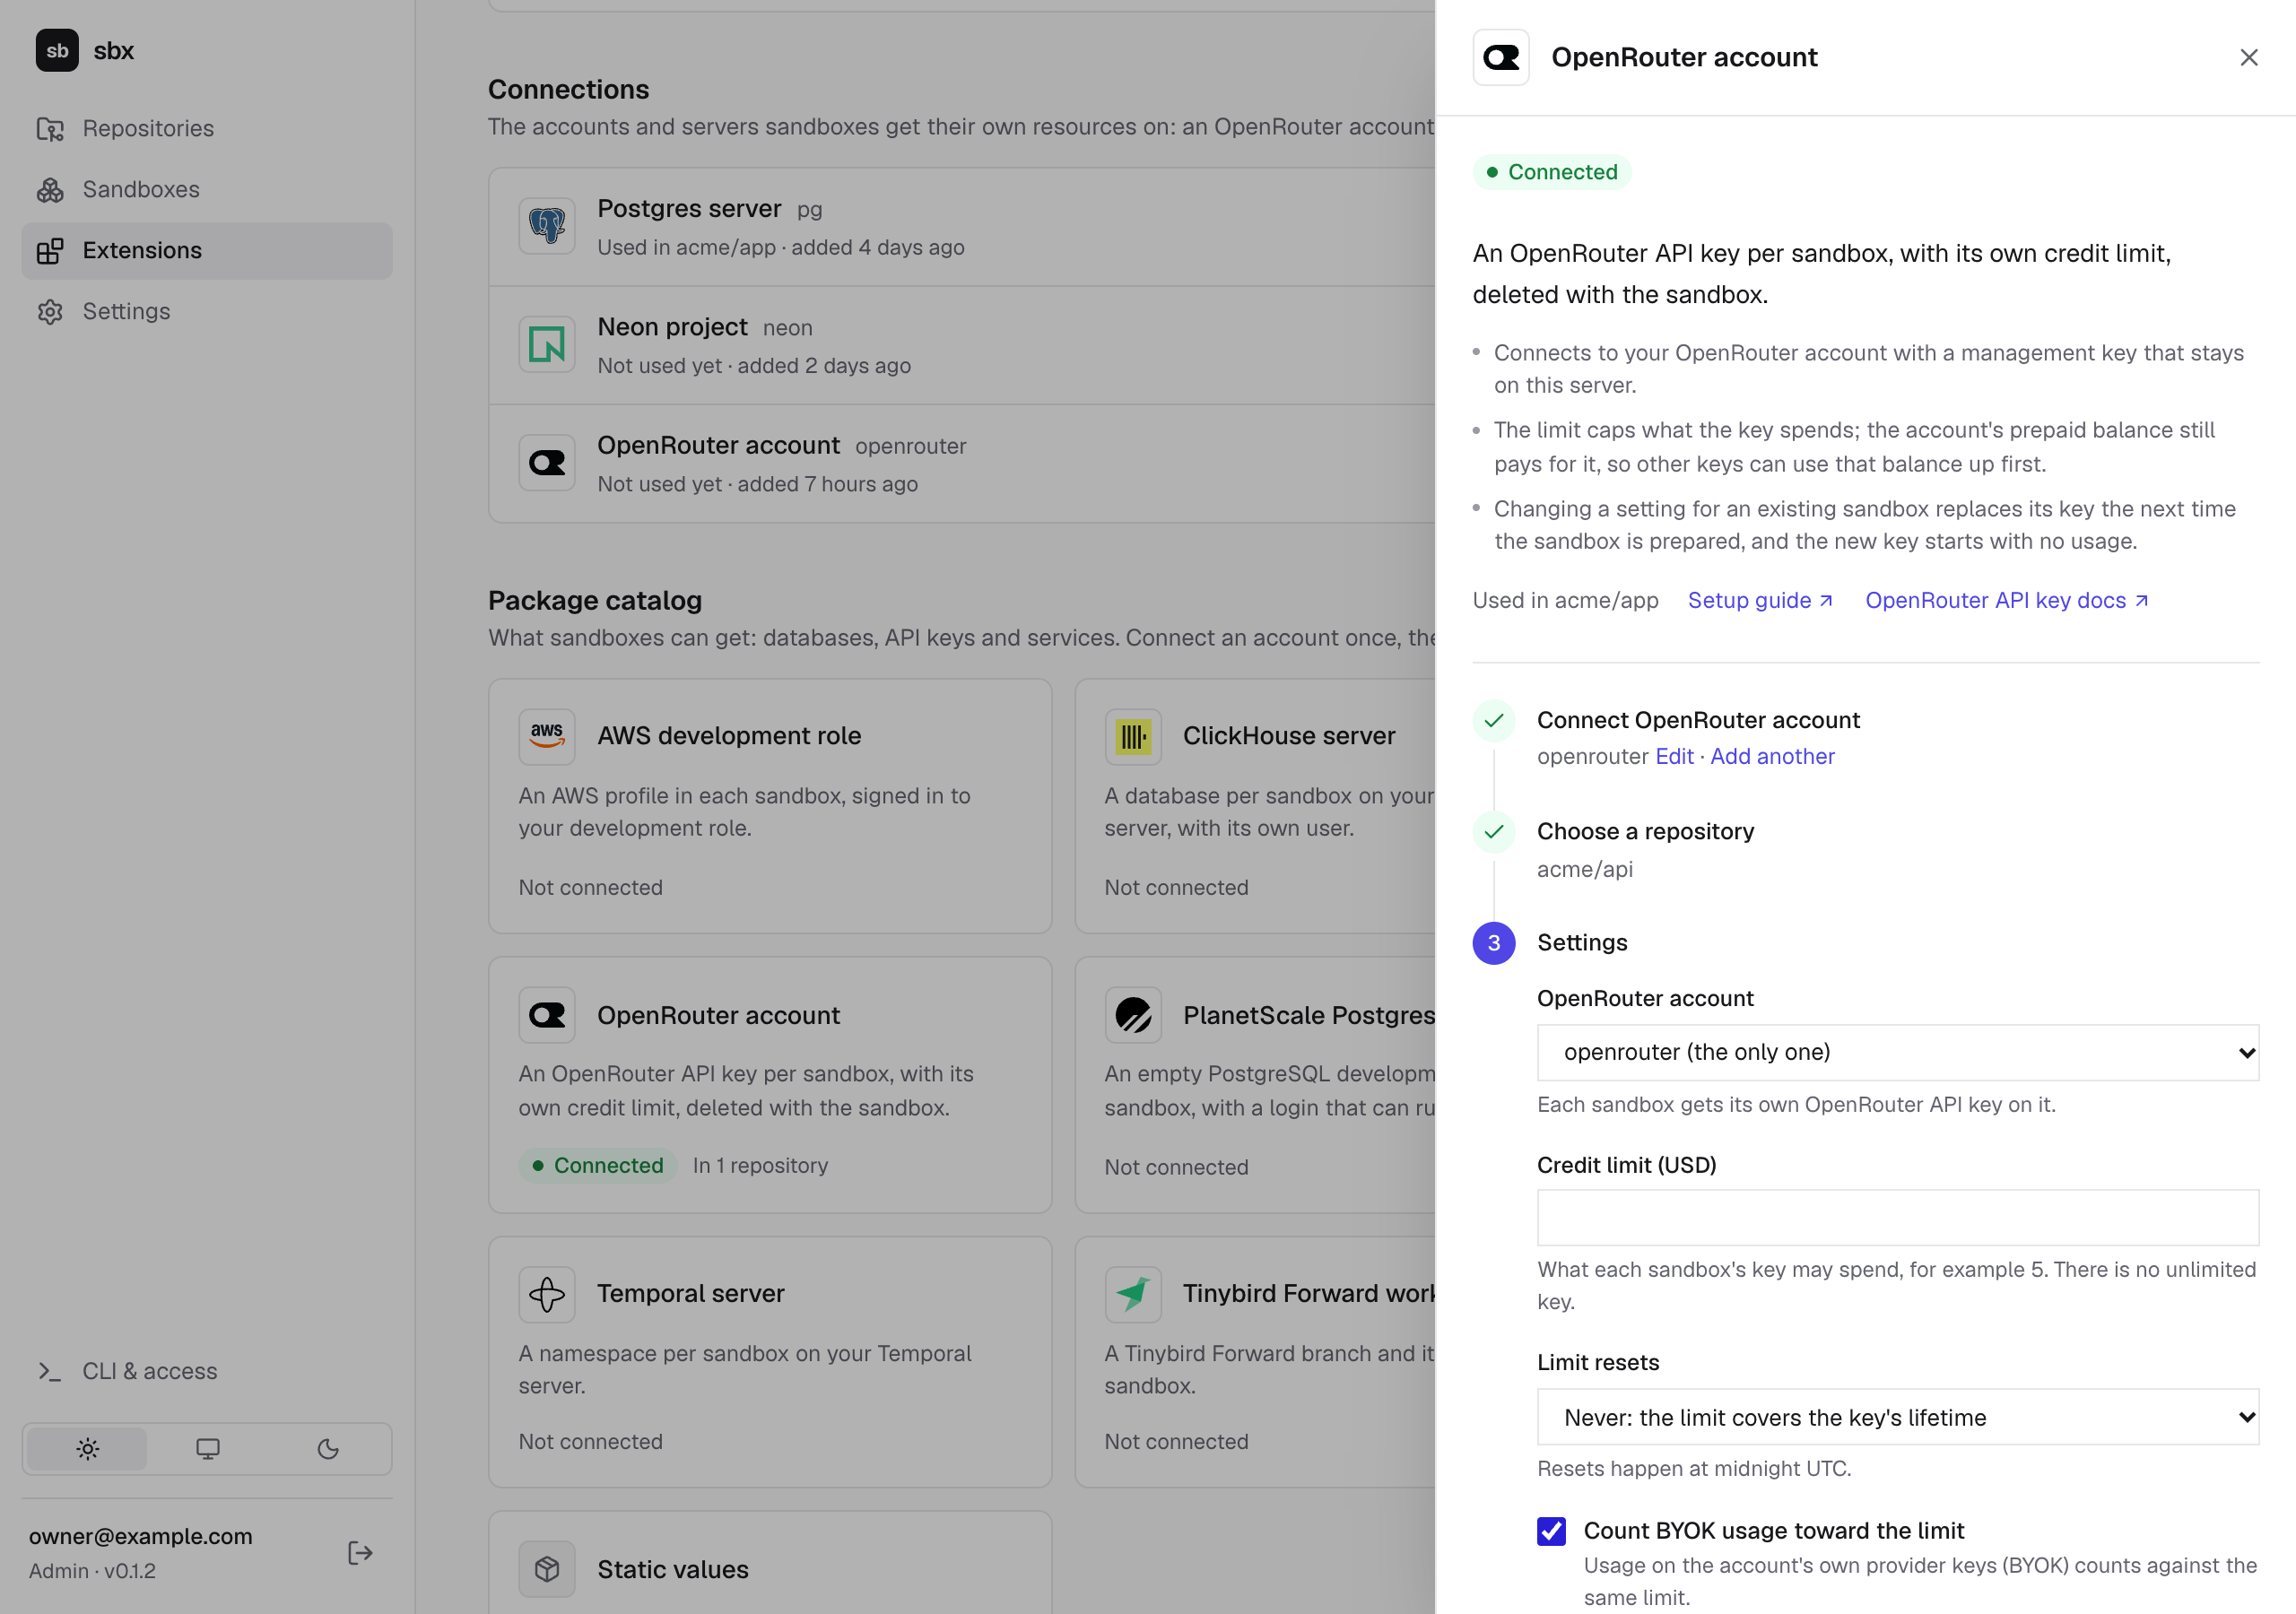 sb sbx
Repositories
Sandboxes
Extensions
Settings
CLI & access
owner@example.com
Admin · v0.1.2
Connections
The accounts and servers sandboxes get their own resources on: an OpenRouter account
Postgres server pg
Used in acme/app · added 4 days ago
Neon project neon
Not used yet · added 2 days ago
OpenRouter account openrouter
Not used yet · added 7 hours ago
Package catalog
What sandboxes can get: databases, API keys and services. Connect an account once,
aws AWS development role
An AWS profile in each sandbox, signed in to
your development role.
Not connected
ClickHouse server
A database per sandbox on your
server, with its own user.
Not connected
OpenRouter account
An OpenRouter API key per sandbox, with its
own credit limit, deleted with the sandbox.
Connected In 1 repository
PlanetScale Postgres
An empty PostgreSQL developm
sandbox, with a login that can ru
Not connected
Temporal server
A namespace per sandbox on your Temporal
server.
Not connected
Tinybird Forward work
A Tinybird Forward branch and it
sandbox.
Not connected
Static values
OpenRouter account
Connected
An OpenRouter API key per sandbox, with its own credit limit,
deleted with the sandbox.
Connects to your OpenRouter account with a management key that stays
on this server.
The limit caps what the key spends; the account's prepaid balance still
pays for it, so other keys can use that balance up first.
Changing a setting for an existing sandbox replaces its key the next time
the sandbox is prepared, and the new key starts with no usage.
Used in acme/app Setup guide ↗ OpenRouter API key docs ↗
Connect OpenRouter account
openrouter Edit · Add another
Choose a repository
acme/api
3 Settings
OpenRouter account
openrouter (the only one)
Each sandbox gets its own OpenRouter API key on it.
Credit limit (USD)
What each sandbox's key may spend, for example 5. There is no unlimited
key.
Limit resets
Never: the limit covers the key's lifetime
Resets happen at midnight UTC.
Count BYOK usage toward the limit
Usage on the account's own provider keys (BYOK) counts against the
same limit.